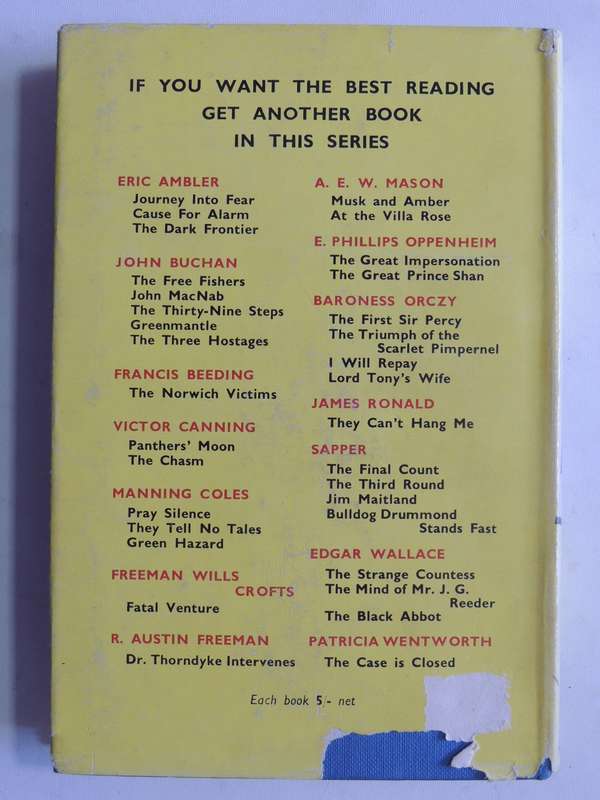 IF YOU WANT THE BEST READING
GET ANOTHER BOOK
IN THIS SERIES
ERIC AMBLER
Journey Into Fear
Cause For Alarm
The Dark Frontier
JOHN BUCHAN
The Free Fishers
John MacNab
The Thirty-Nine Steps
Greenmantle
The Three Hostages
FRANCIS BEEDING
The Norwich Victims
VICTOR CANNING
Panthers' Moon
The Chasm
MANNING COLES
Pray Silence
They Tell No Tales
Green Hazard
FREEMAN WILLS
CROFTS
Fatal Venture
R. AUSTIN FREEMAN
Dr. Thorndyke Intervenes
A. E. W. MASON
Musk and Amber
At the Villa Rose
E. PHILLIPS OPPENHEIM
The Great Impersonation
The Great Prince Shan
BARONESS ORCZY
The First Sir Percy
The Triumph of the
Scarlet Pimpernel
I Will Repay
Lord Tony's Wife
JAMES RONALD
They Can't Hang Me
SAPPER
The Final Count
The Third Round
Jim Maitland
Bulldog Drummond
Stands Fast
EDGAR WALLACE
The Strange Countess
The Mind of Mr. J. G.
Reeder
The Black Abbot
PATRICIA WENTWORTH
The Case is Closed
Each book 5/- net